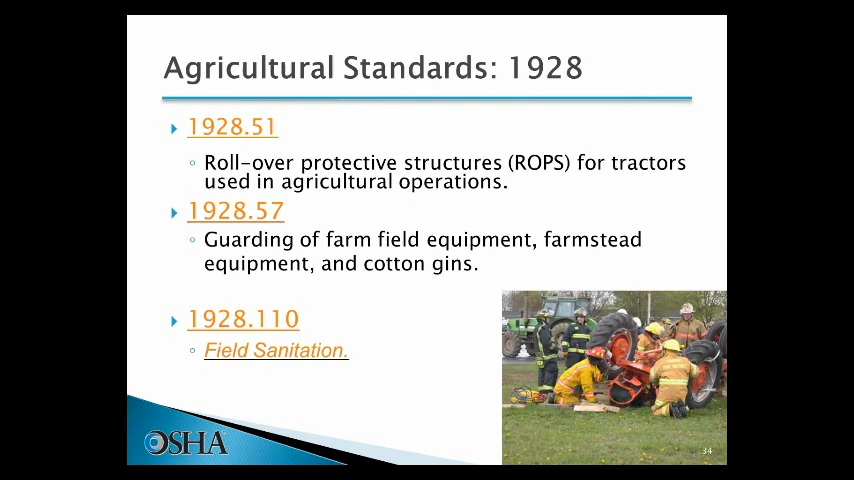 Agricultural Standards: 1928
1928.51
Roll-over protective structures (ROPS) for tractors
used in agricultural operations.
1928.57
Guarding of farm field equipment, farmstead
equipment, and cotton gins.
1928.110
Field Sanitation.
OSHA
34